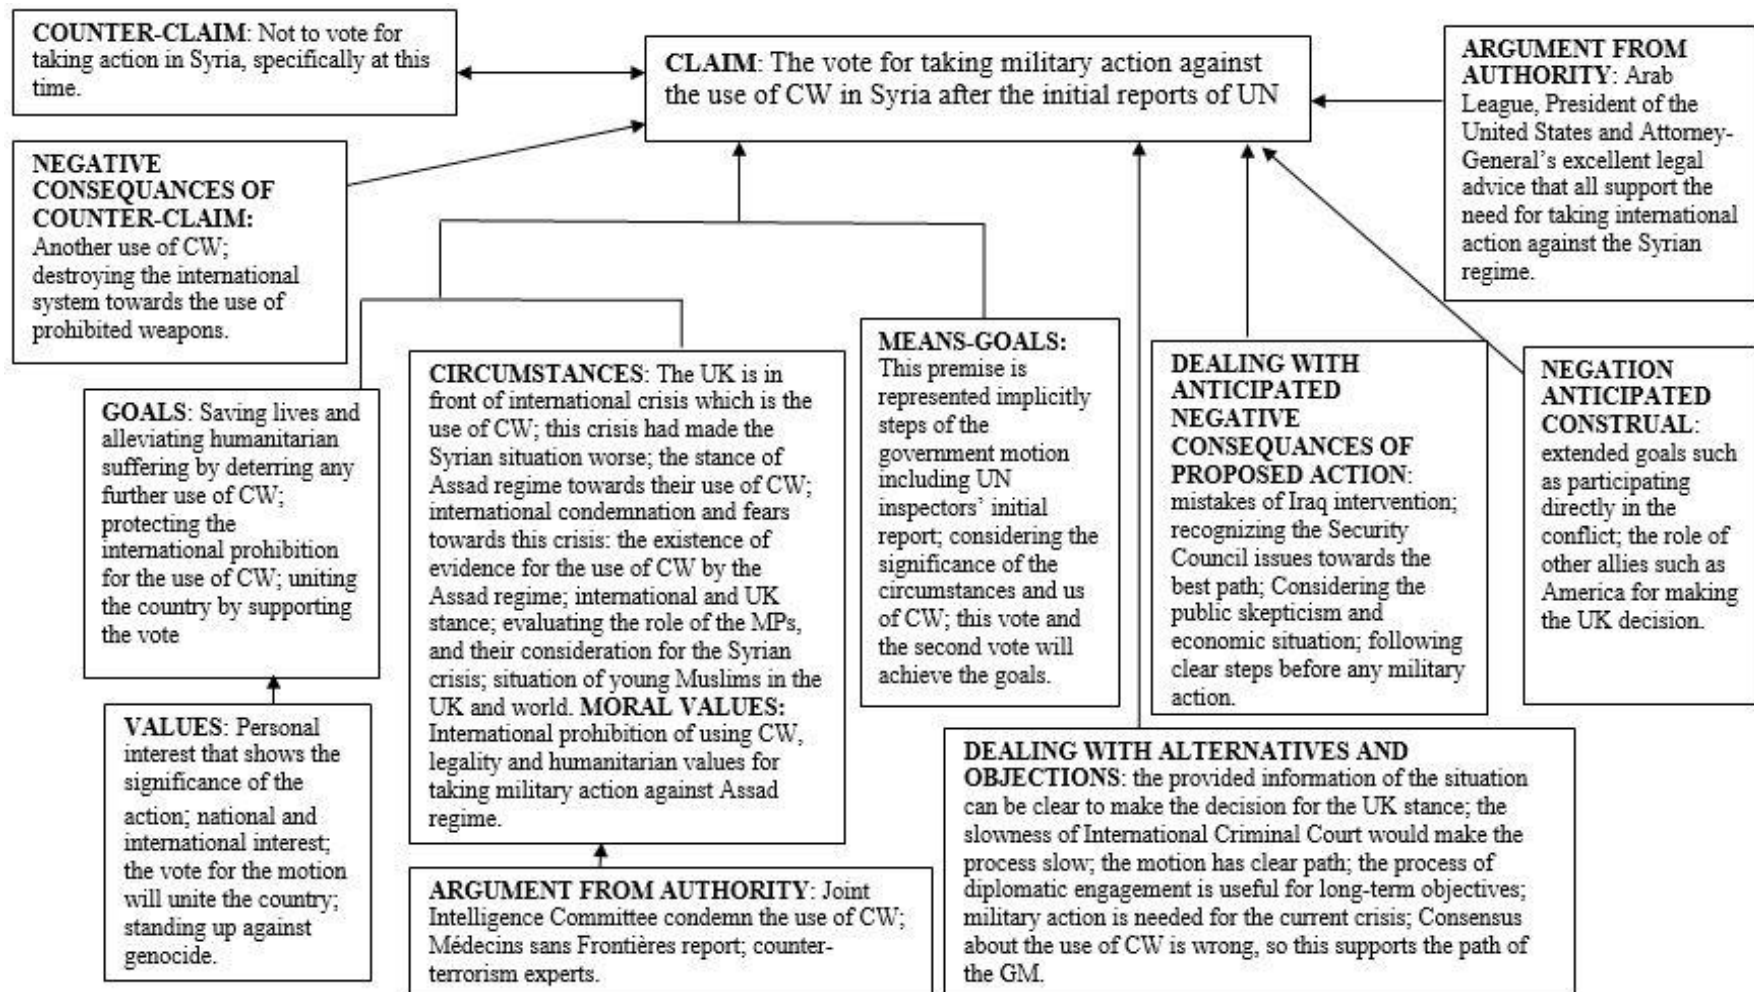 COUNTER-CLAIM: Not to vote for
taking action in Syria, specifically at this
time.
CLAIM: The vote for taking military action against
the use of CW in Syria after the initial reports of UN
ARGUMENT FROM
AUTHORITY: Arab
League, President of the
United States and Attorney-
General’s excellent legal
advice that all support the
need for taking international
action against the Syrian
regime.
NEGATIVE
CONSEQUANCES OF
COUNTER-CLAIM:
Another use of CW;
destroying the international
system towards the use of
prohibited weapons.
GOALS: Saving lives and
alleviating humanitarian
suffering by deterring any
further use of CW;
protecting the
international prohibition
for the use of CW; uniting
the country by supporting
the vote
CIRCUMSTANCES: The UK is in
front of international crisis which is the
use of CW; this crisis had made the
Syrian situation worse; the stance of
Assad regime towards their use of CW;
international condemnation and fears
towards this crisis: the existence of
evidence for the use of CW by the
Assad regime; international and UK
stance; evaluating the role of the MPs,
and their consideration for the Syrian
crisis; situation of young Muslims in the
UK and world. MORAL VALUES:
International prohibition of using CW,
legality and humanitarian values for
taking military action against Assad
regime.
MEANS-GOALS:
This premise is
represented implicitly
steps of the
government motion
including UN
inspectors’ initial
report; considering the
significance of the
circumstances and us
of CW; this vote and
the second vote will
achieve the goals.
DEALING WITH
ANTICIPATED
NEGATIVE
CONSEQUANCES OF
PROPOSED ACTION:
mistakes of Iraq intervention;
recognizing the Security
Council issues towards the
best path; Considering the
public skepticism and
economic situation; following
clear steps before any military
action.
NEGATION
ANTICIPATED
CONSTRUAL:
extended goals such
as participating
directly in the
conflict; the role of
other allies such as
America for making
the UK decision.
VALUES: Personal
interest that shows the
significance of the
action; national and
international interest;
the vote for the motion
will unite the country;
standing up against
genocide.
ARGUMENT FROM AUTHORITY: Joint
Intelligence Committee condemn the use of CW;
Médecins sans Frontières report; counter-
terrorism experts.
DEALING WITH ALTERNATIVES AND
OBJECTIONS: the provided information of the situation
can be clear to make the decision for the UK stance; the
slowness of International Criminal Court would make the
process slow; the motion has clear path; the process of
diplomatic engagement is useful for long-term objectives;
military action is needed for the current crisis; Consensus
about the use of CW is wrong, so this supports the path of
the GM.